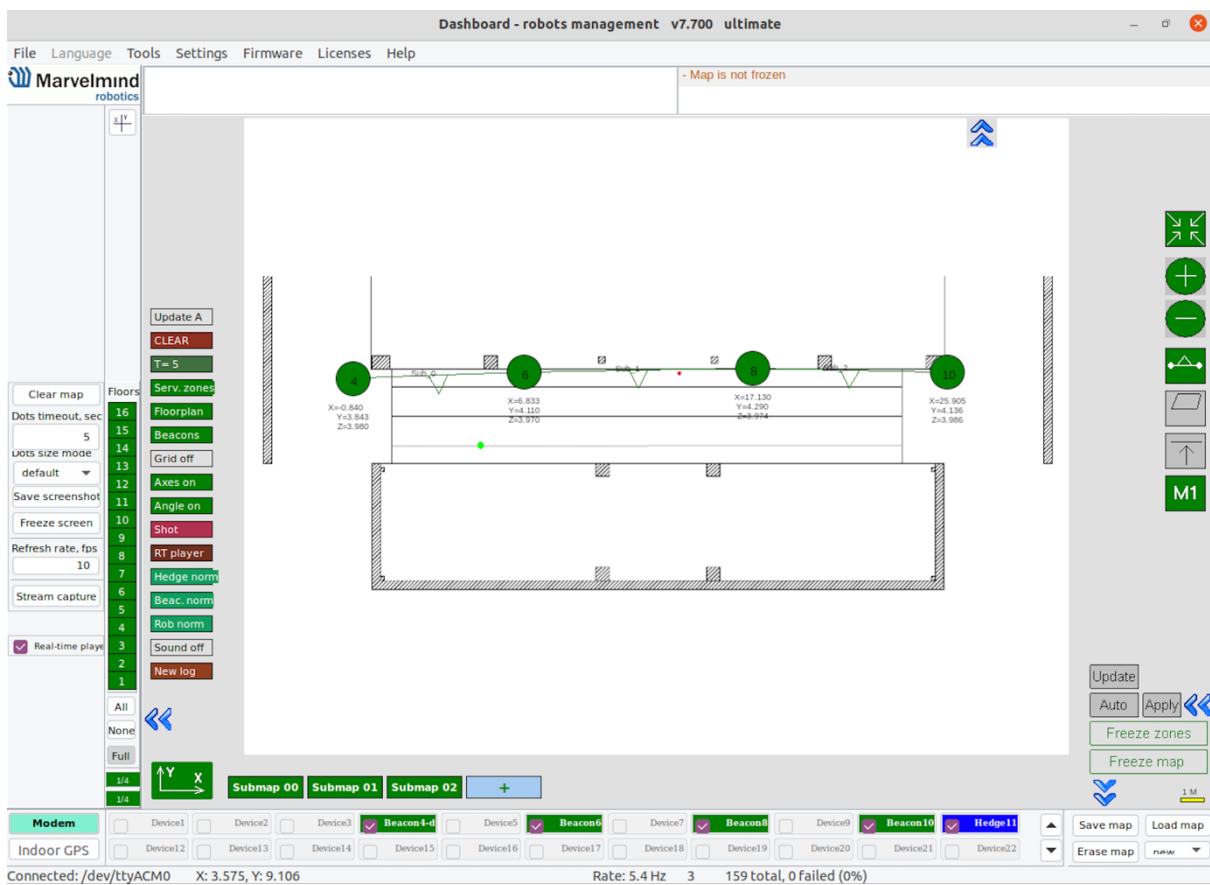 Dashboard - robots management v7.700 ultimate
File Language Tools Settings Firmware Licenses Help
Marvelmind
robotics
- Map is not frozen
X Y
Update A
CLEAR
T= 5
Serv. zones
Floorplan
Beacons
Grid off
Axes on
Angle on
Shot
RT player
Hedge norm
Beac. norm
Rob norm
Sound off
New log
Clear map
Dots timeout, sec
5
Dots size mode
default
Save screenshot
Freeze screen
Refresh rate, fps
10
Stream capture
Real-time playe
Floors
16
15
14
13
12
11
10
9
8
7
6
5
4
3
2
1
All
None
Full
1/4
1/4
4
Sub_0
6
Sub_1
8
Sub_2
10
X=-0.840
Y=3.843
Z=3.980
X=6.833
Y=4.110
Z=3.970
X=17.130
Y=4.290
Z=3.974
X=25.905
Y=4.136
Z=3.986
M1
Update
Auto Apply
Freeze zones
Freeze map
1 M
Y X
Submap 00 Submap 01 Submap 02 +
Modem Device1 Device2 Device3 Beacon4-d Device5 Beacon6 Device7 Beacon8 Device9 Beacon10 Hedge11 Save map Load map
Indoor GPS Device12 Device13 Device14 Device15 Device16 Device17 Device18 Device19 Device20 Device21 Device22 Erase map new
Connected: /dev/ttyACM0 X: 3.575, Y: 9.106 Rate: 5.4 Hz 3 159 total, 0 failed (0%)